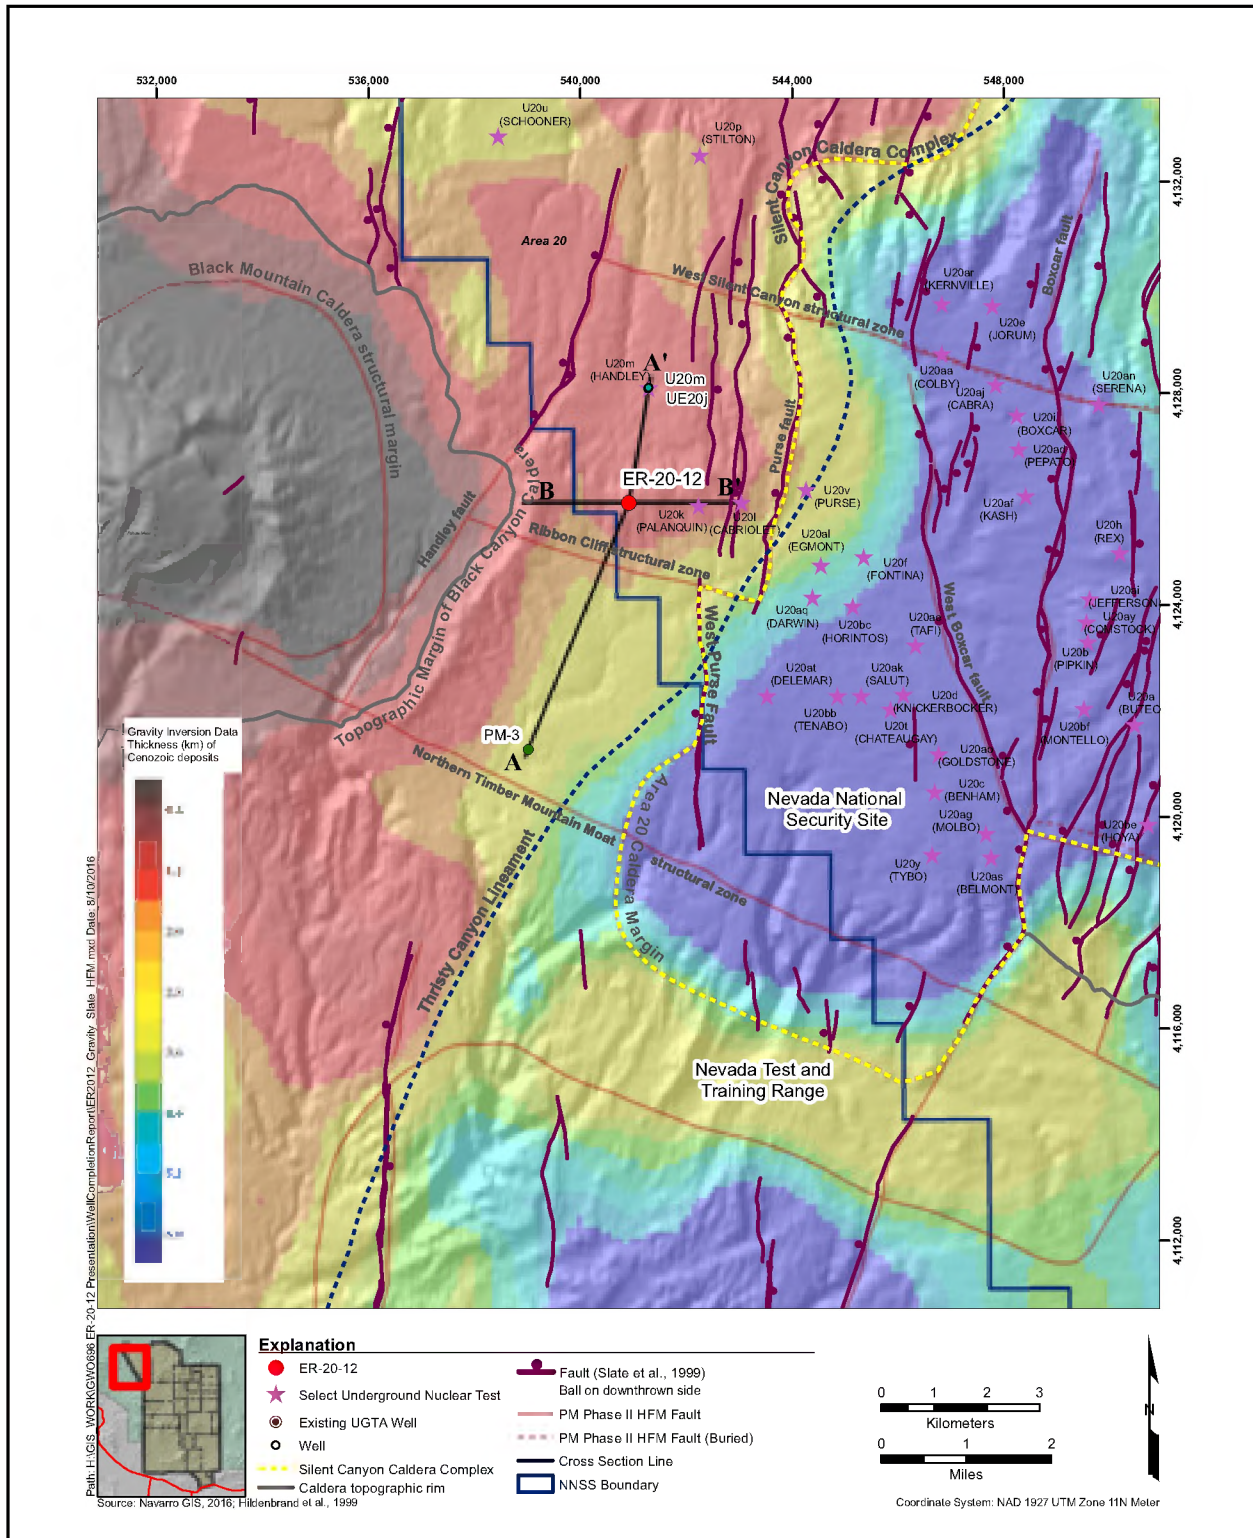 532,000
536,000
540,000
544,000
548,000
4,132,000
4,128,000
4,124,000
4,120,000
4,116,000
4,112,000
U20u
(SCHOONER)
U20p
(STILTON)
Silent Canyon Caldera Complex
Area 20
Black Mountain Caldera structural margin
West Silent Canyon structural zone
Boxcar fault
U20ar
(KERNVILLE)
U20e
(JORUM)
U20m
(HANDLEY)
A'
U20m
UE20j
U20aa
(COLBY)
U20aj
(CABRA)
U20an
(SERENA)
U20i
(BOXCAR)
(PEPATO)
Purse fault
ER-20-12
B
B'
U20k
(PALANQUIN)
U20l
(CABRIOLET)
U20v
(PURSE)
U20af
(KASH)
U20h
(REX)
Handley fault
Topographic Margin of Black Canyon Caldera
Ribbon Cliff structural zone
U20al
(EGMONT)
U20f
(FONTINA)
(JEFFERSON)
U20ay
(COMSTOCK)
U20aq
(DARWIN)
U20bc
(HORINTOS)
(TAFI)
U20b
(PIPKIN)
West Boxcar fault
West Purse Fault
U20at
(DELEMAR)
U20ak
(SALUT)
U20d
(KNICKERBOCKER)
U20bb
(TENABO)
U20t
(CHATEAUGAY)
U20a
(BUTEO
U20bf
(MONTELLO)
PM-3
A
Northern Timber Mountain Moat structural zone
(GOLDSTONE)
U20c
(BENHAM)
Area 20 Caldera Margin
Nevada National
Security Site
U20ag
(MOLBO)
U20be
(HOYA)
U20y
(TYBO)
U20as
(BELMONT)
Thristy Canyon Lineament
Nevada Test and
Training Range
Gravity Inversion Data
Thickness (km) of
Cenozoic deposits
Explanation
ER-20-12
Select Underground Nuclear Test
Existing UGTA Well
Well
Silent Canyon Caldera Complex
Caldera topographic rim
Fault (Slate et al., 1999)
Ball on downthrown side
PM Phase II HFM Fault
PM Phase II HFM Fault (Buried)
Cross Section Line
NNSS Boundary
0 1 2 3
Kilometers
0 1 2
Miles
N
Source: Navarro GIS, 2016; Hildenbrand et al., 1999
Coordinate System: NAD 1927 UTM Zone 11N Meter